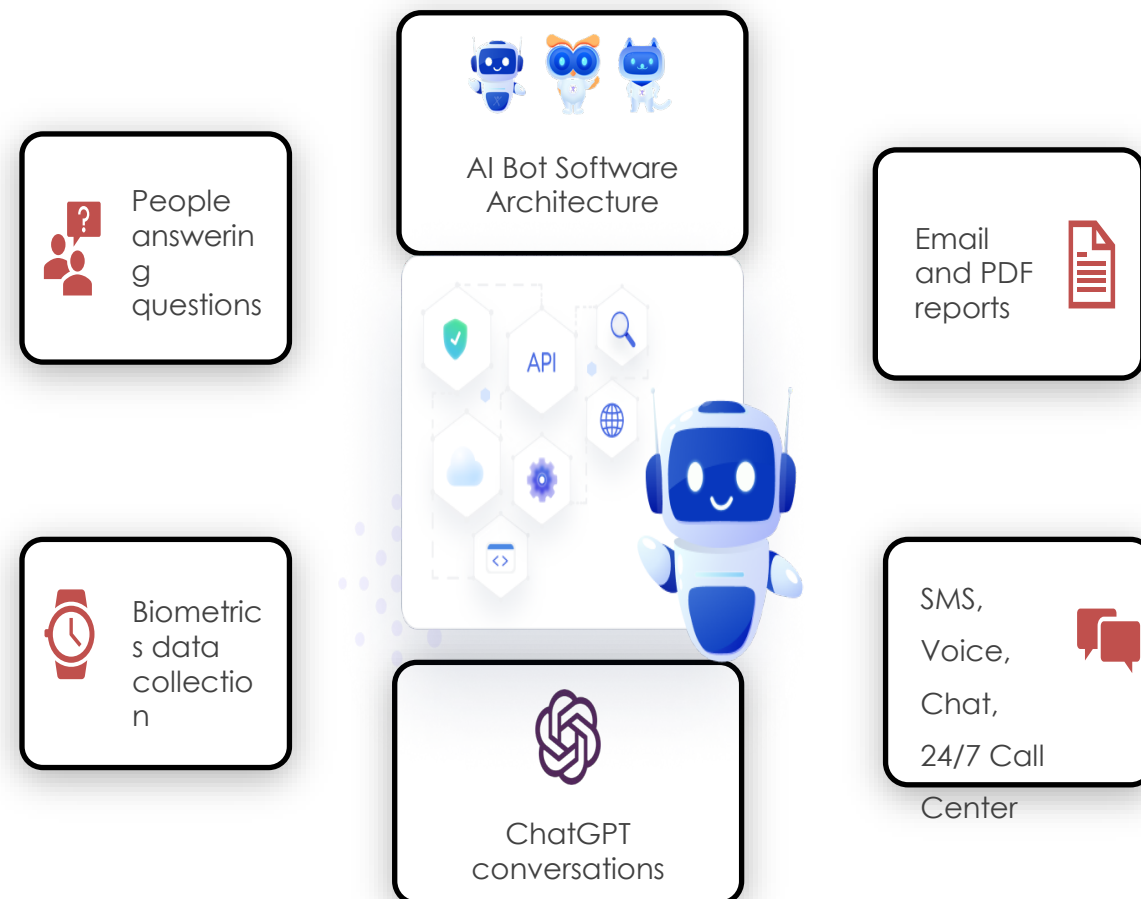 AI Bot Software
Architecture
People
answerin
g
questions
?
Email
and PDF
reports
API
Biometric
s data
collectio
n
SMS,
Voice,
Chat,
24/7 Call
Center
<>
ChatGPT
conversations